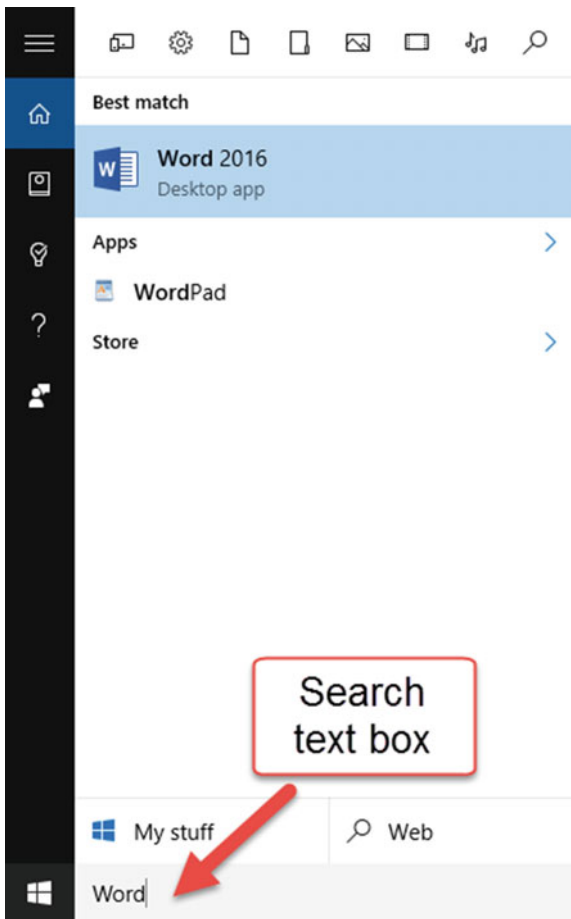 Best match
Word 2016
Desktop app
Apps
WordPad
Store
Search
text box
My stuff
Web
Word